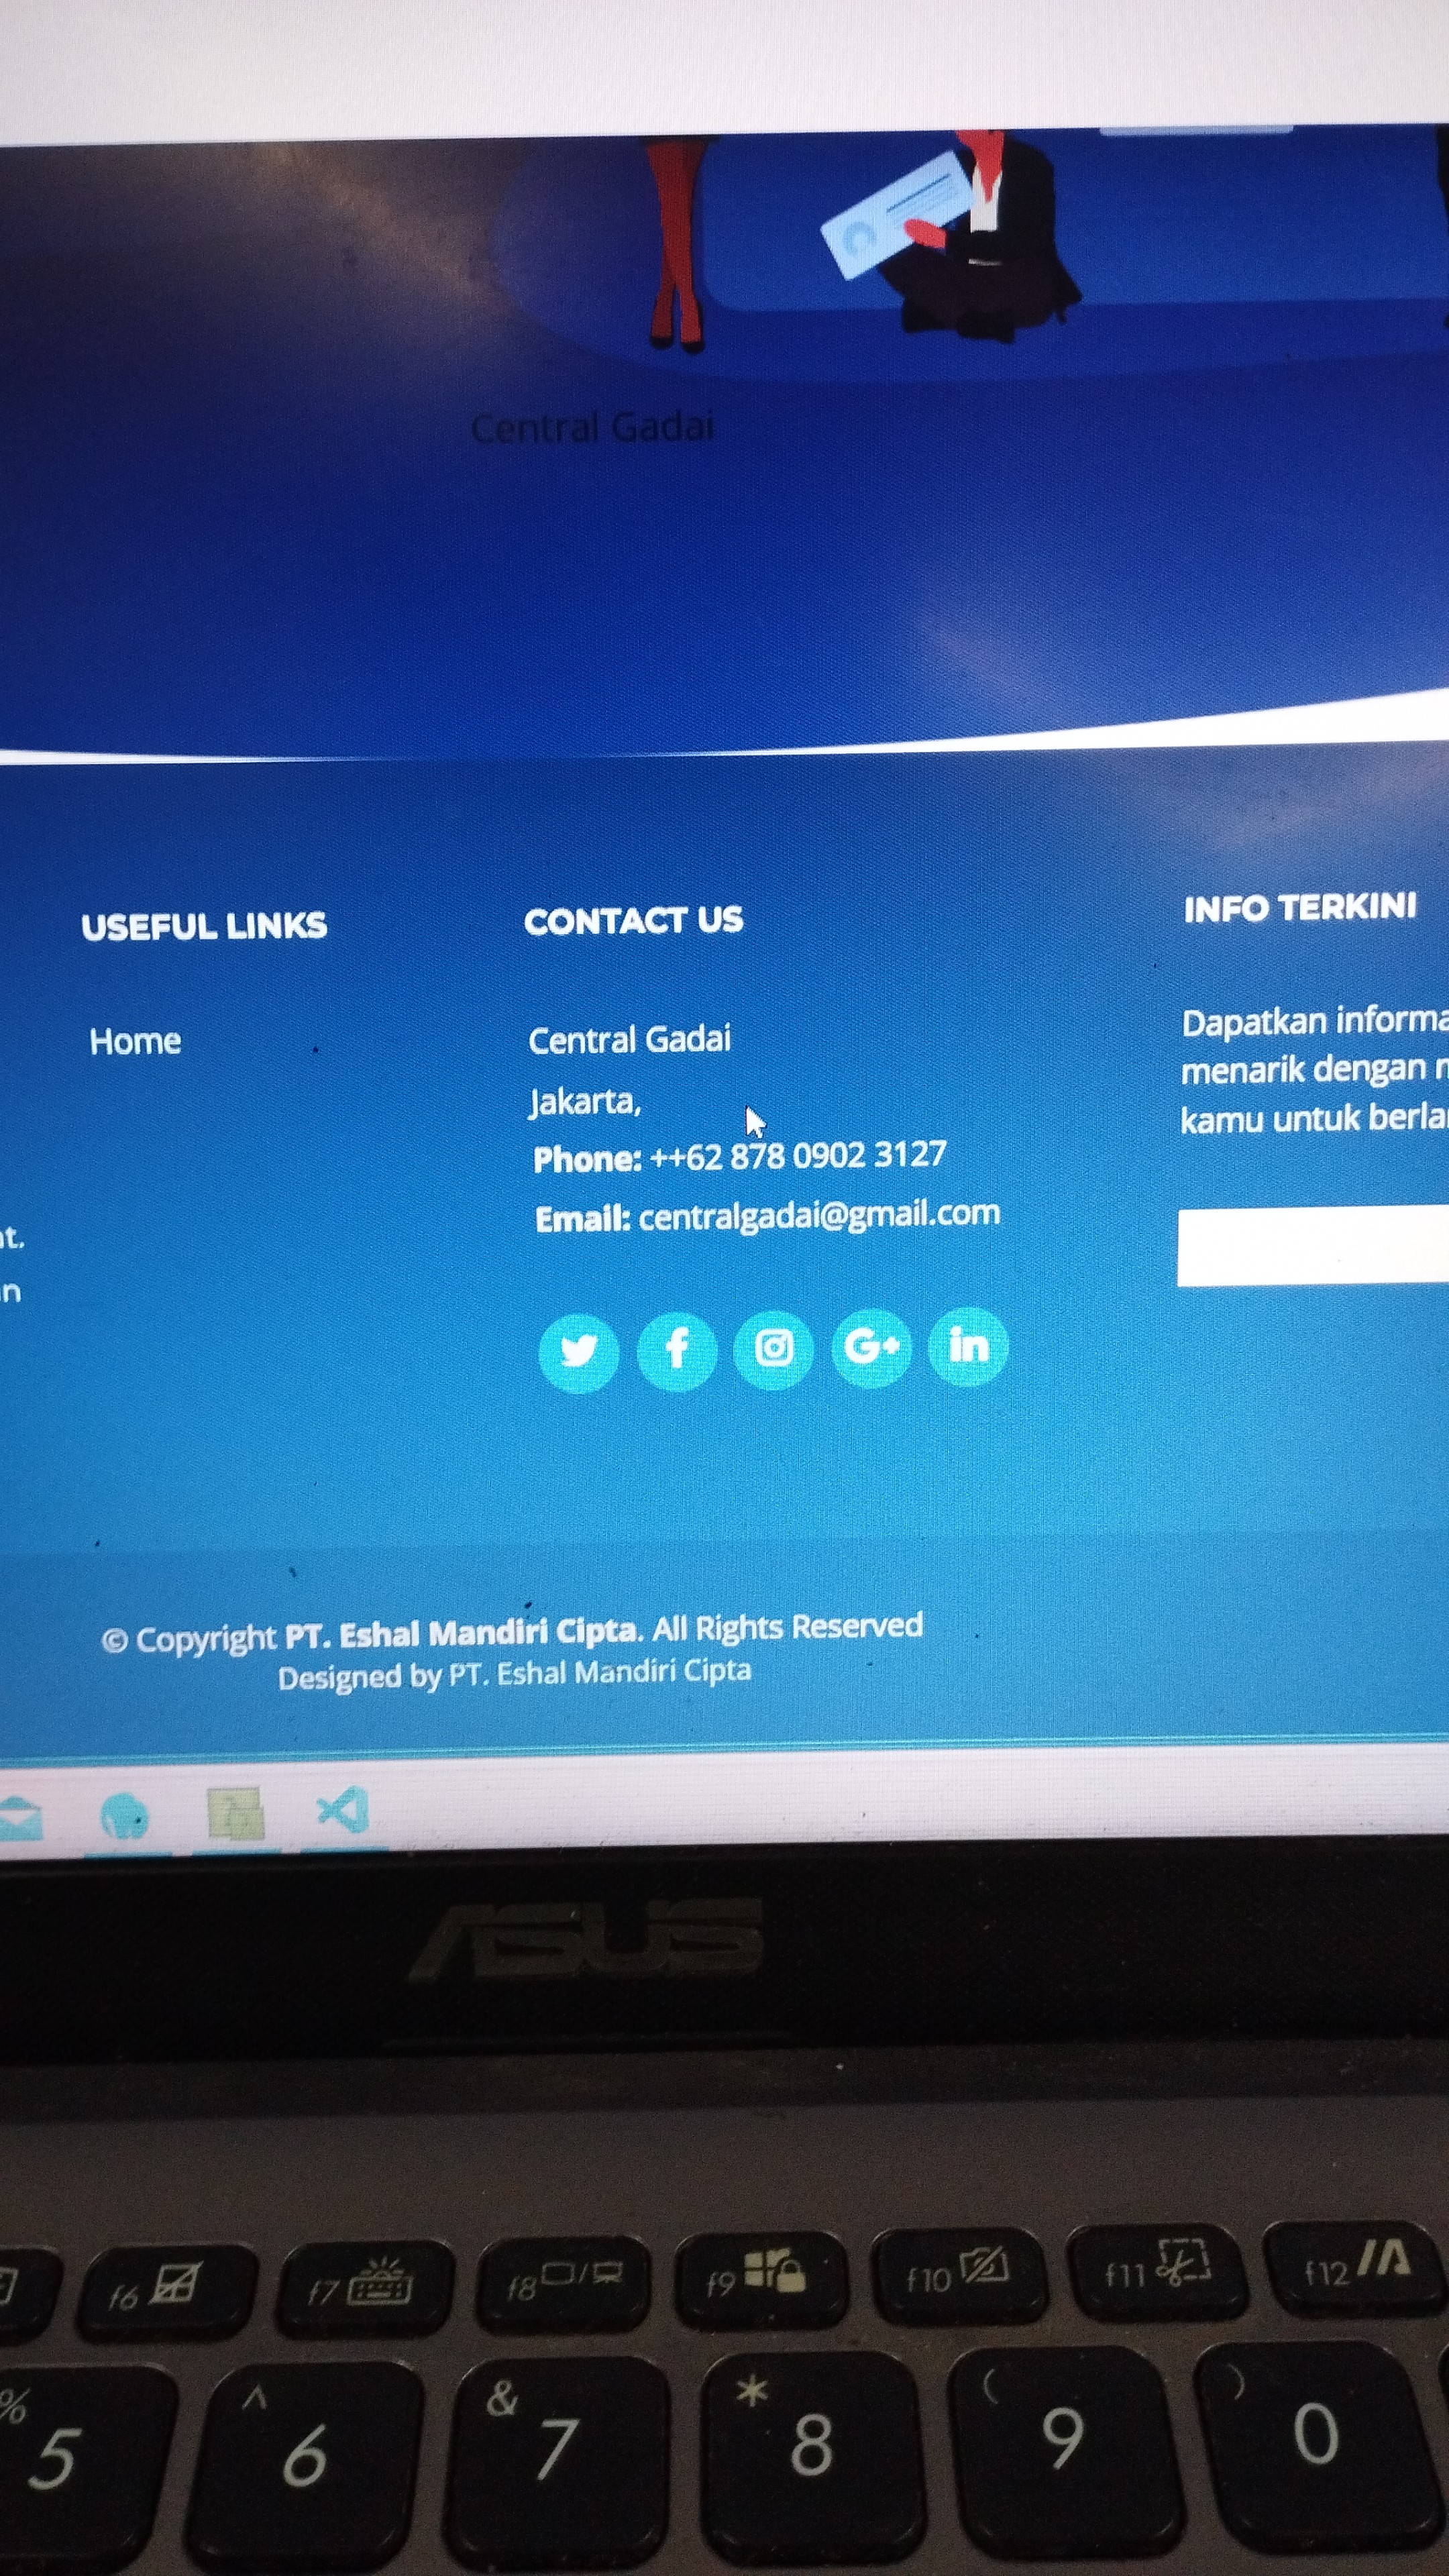 Central Gadai
USEFUL LINKS
CONTACT US
INFO TERKINI
Home
Central Gadai
Jakarta,
Phone: ++62 878 0902 3127
Email: centralgadai@gmail.com
Dapatkan informa
menarik dengan
kamu untuk berla
t.
n
G+
in
© Copyright PT. Eshal Mandiri Cipta. All Rights Reserved
Designed by PT. Eshal Mandiri Cipta
ASUS
f6
f7
f8
f9
f10
f11
f12
% 5
^ 6
& 7
* 8
( 9
) 0